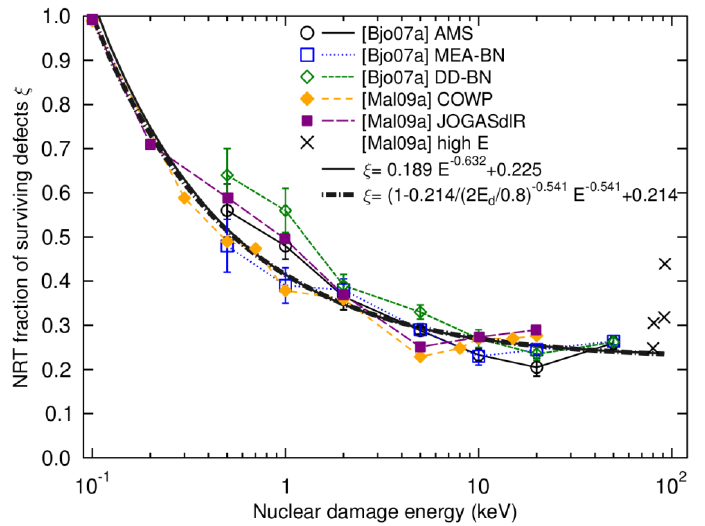 NRT fraction of surviving defects ξ
1.0
0.9
0.8
0.7
0.6
0.5
0.4
0.3
0.2
0.1
0.0
[Bjo07a] AMS
[Bjo07a] MEA-BN
[Bjo07a] DD-BN
[Mal09a] COWP
[Mal09a] JOGASdlR
[Mal09a] high E
ξ= 0.189 E^-0.632+0.225
ξ= (1-0.214/(2E_d/0.8)^-0.541 E^-0.541+0.214
10^-1 1 10 10^2
Nuclear damage energy (keV)